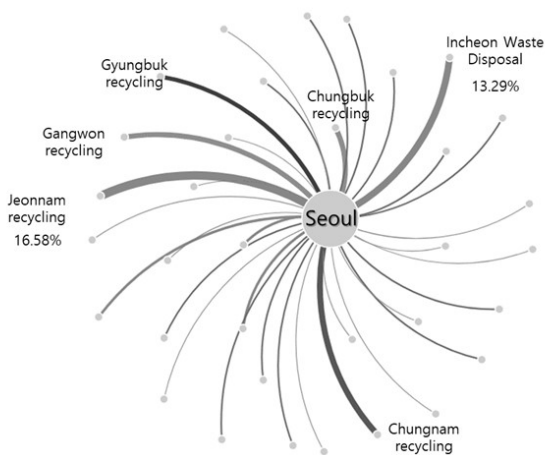 Incheon Waste
Disposal
13.29%
Gyungbuk
recycling
Chungbuk
recycling
Gangwon
recycling
Jeonnam
recycling
16.58%
Seoul
Chungnam
recycling